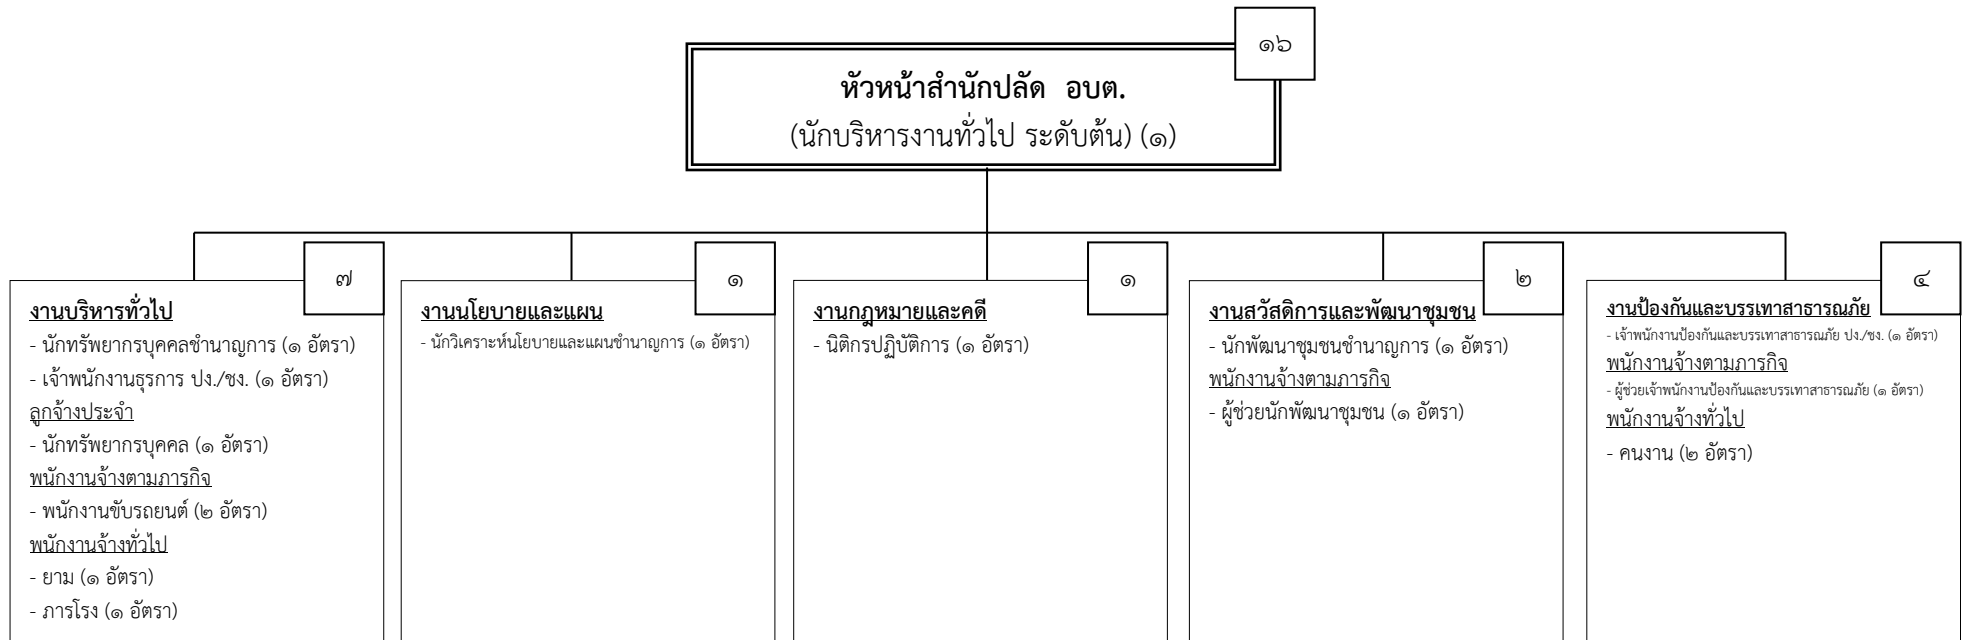 ๑๖
หัวหน้าสำนักปลัด อบต.
(นักบริหารงานทั่วไป ระดับต้น) (๑)
๗
งานบริหารทั่วไป
- นักทรัพยากรบุคคลชำนาญการ (๑ อัตรา)
- เจ้าพนักงานธุรการ ปง./ชง. (๑ อัตรา)
ลูกจ้างประจำ
- นักทรัพยากรบุคคล (๑ อัตรา)
พนักงานจ้างตามภารกิจ
- พนักงานขับรถยนต์ (๒ อัตรา)
พนักงานจ้างทั่วไป
- ยาม (๑ อัตรา)
- ภารโรง (๑ อัตรา)
๑
งานนโยบายและแผน
- นักวิเคราะห์นโยบายและแผนชำนาญการ (๑ อัตรา)
๑
งานกฎหมายและคดี
- นิติกรปฏิบัติการ (๑ อัตรา)
๒
งานสวัสดิการและพัฒนาชุมชน
- นักพัฒนาชุมชนชำนาญการ (๑ อัตรา)
พนักงานจ้างตามภารกิจ
- ผู้ช่วยนักพัฒนาชุมชน (๑ อัตรา)
๔
งานป้องกันและบรรเทาสาธารณภัย
- เจ้าพนักงานป้องกันและบรรเทาสาธารณภัย ปง./ชง. (๑ อัตรา)
พนักงานจ้างตามภารกิจ
- ผู้ช่วยเจ้าพนักงานป้องกันและบรรเทาสาธารณภัย (๑ อัตรา)
พนักงานจ้างทั่วไป
- คนงาน (๒ อัตรา)